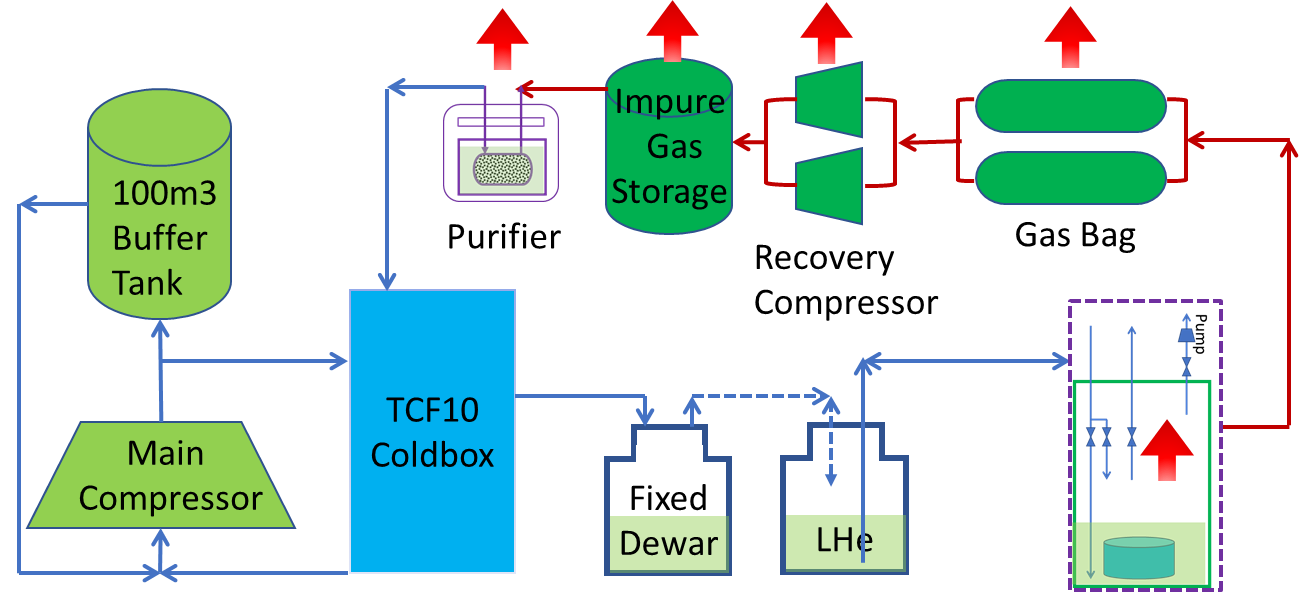 Impure
Gas
Storage
100m3
Buffer
Tank
Purifier
Recovery
Compressor
Gas Bag
Pump
TCF10
Coldbox
Main
Compressor
Fixed
Dewar
LHe